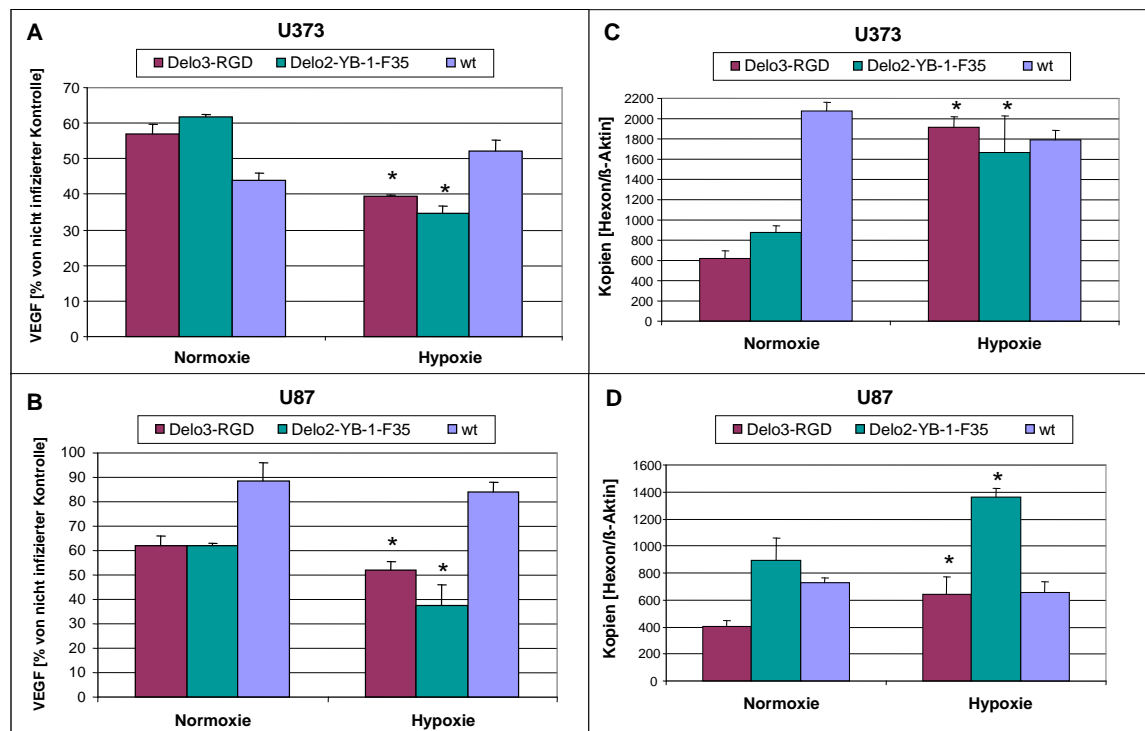 A
U373
Delo3-RGD Delo2-YB-1-F35 wt
VEGF [% von nicht infizierter Kontrolle]
70
60
50
40
30
20
10
0
* *
Normoxie Hypoxie
C
U373
Delo3-RGD Delo2-YB-1-F35 wt
Kopien [Hexon/ß-Aktin]
2200
2000
1800
1600
1400
1200
1000
800
600
400
200
0
* *
Normoxie Hypoxie
B
U87
Delo3-RGD Delo2-YB-1-F35 wt
VEGF [% von nicht infizierter Kontrolle]
100
90
80
70
60
50
40
30
20
10
0
* *
Normoxie Hypoxie
D
U87
Delo3-RGD Delo2-YB-1-F35 wt
Kopien [Hexon/ß-Aktin]
1600
1400
1200
1000
800
600
400
200
0
* *
Normoxie Hypoxie